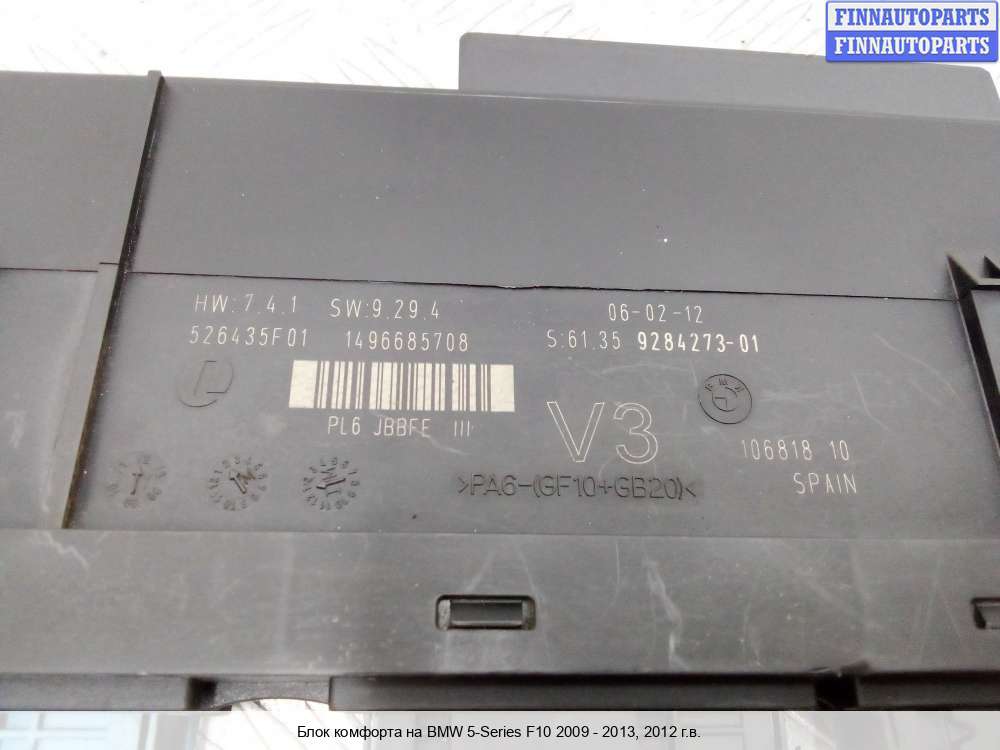 FINNAUTOPARTS
FINNAUTOPARTS
HW:7.4.1 SW:9.29.4 06-02-12
526435F01 1496685708 S:61.35 9284273-01
PL6 JBBFE III
V3
BMW
106818 10
SPAIN
>PA6-(GF10+GB20)<
Блок комфорта на BMW 5-Series F10 2009 - 2013, 2012 г.в.